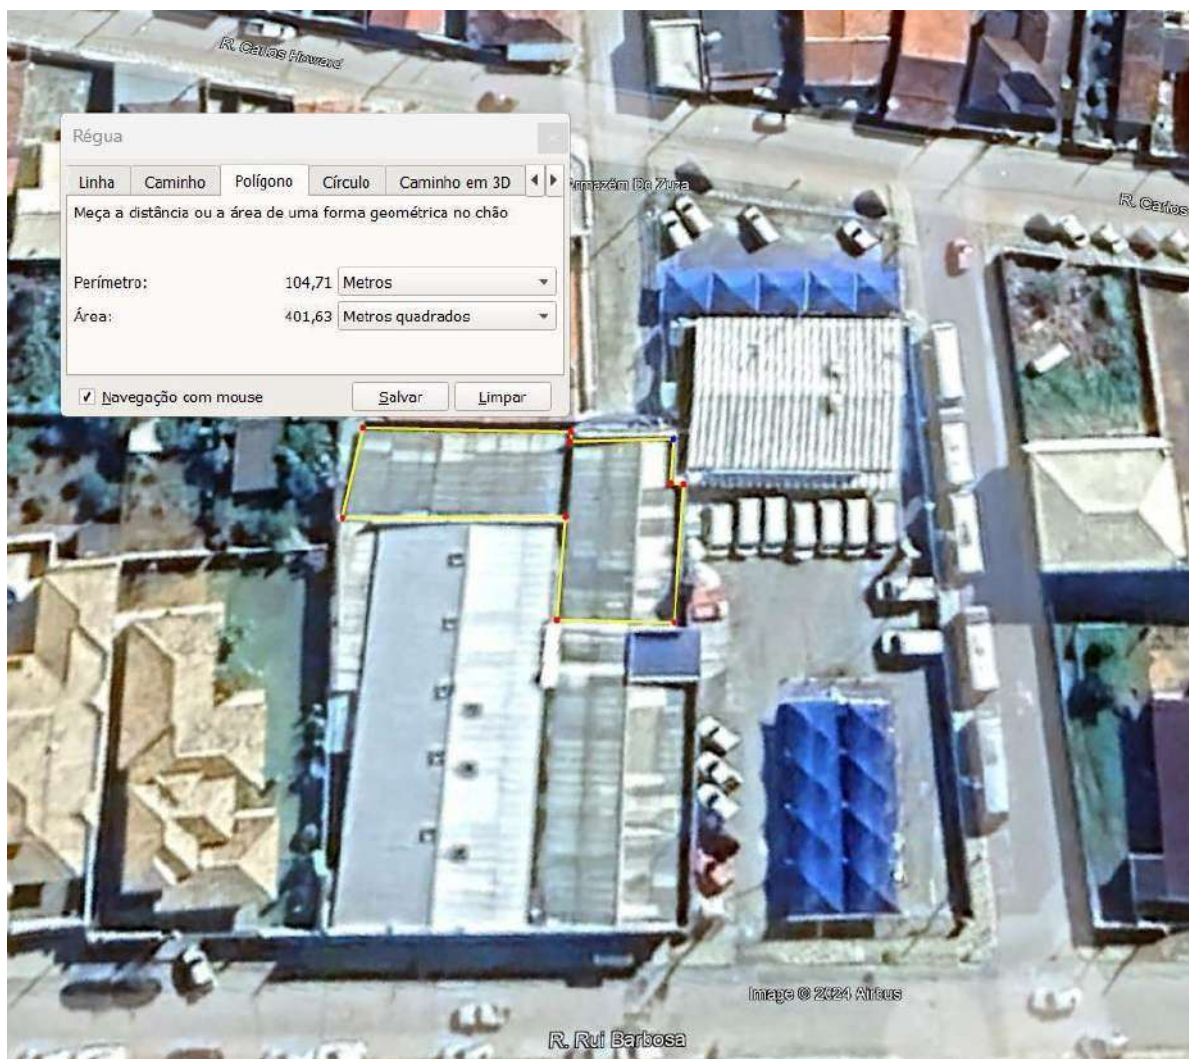 R. Carlos Howard
Régua
Linha Caminho Polígono Círculo Caminho em 3D
Armazém Do Zuza
Meça a distância ou a área de uma forma geométrica no chão
R. Carlos
Perímetro: 104,71 Metros
Área: 401,63 Metros quadrados
Navegação com mouse Salvar Limpar
Image © 2024 Airbus
R. Rui Barbosa